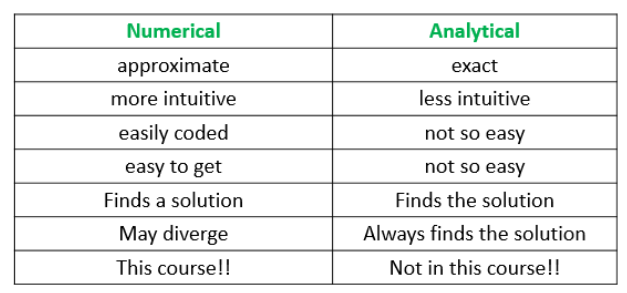 Numerical Analytical
approximate exact
more intuitive less intuitive
easily coded not so easy
easy to get not so easy
Finds a solution Finds the solution
May diverge Always finds the solution
This course!! Not in this course!!